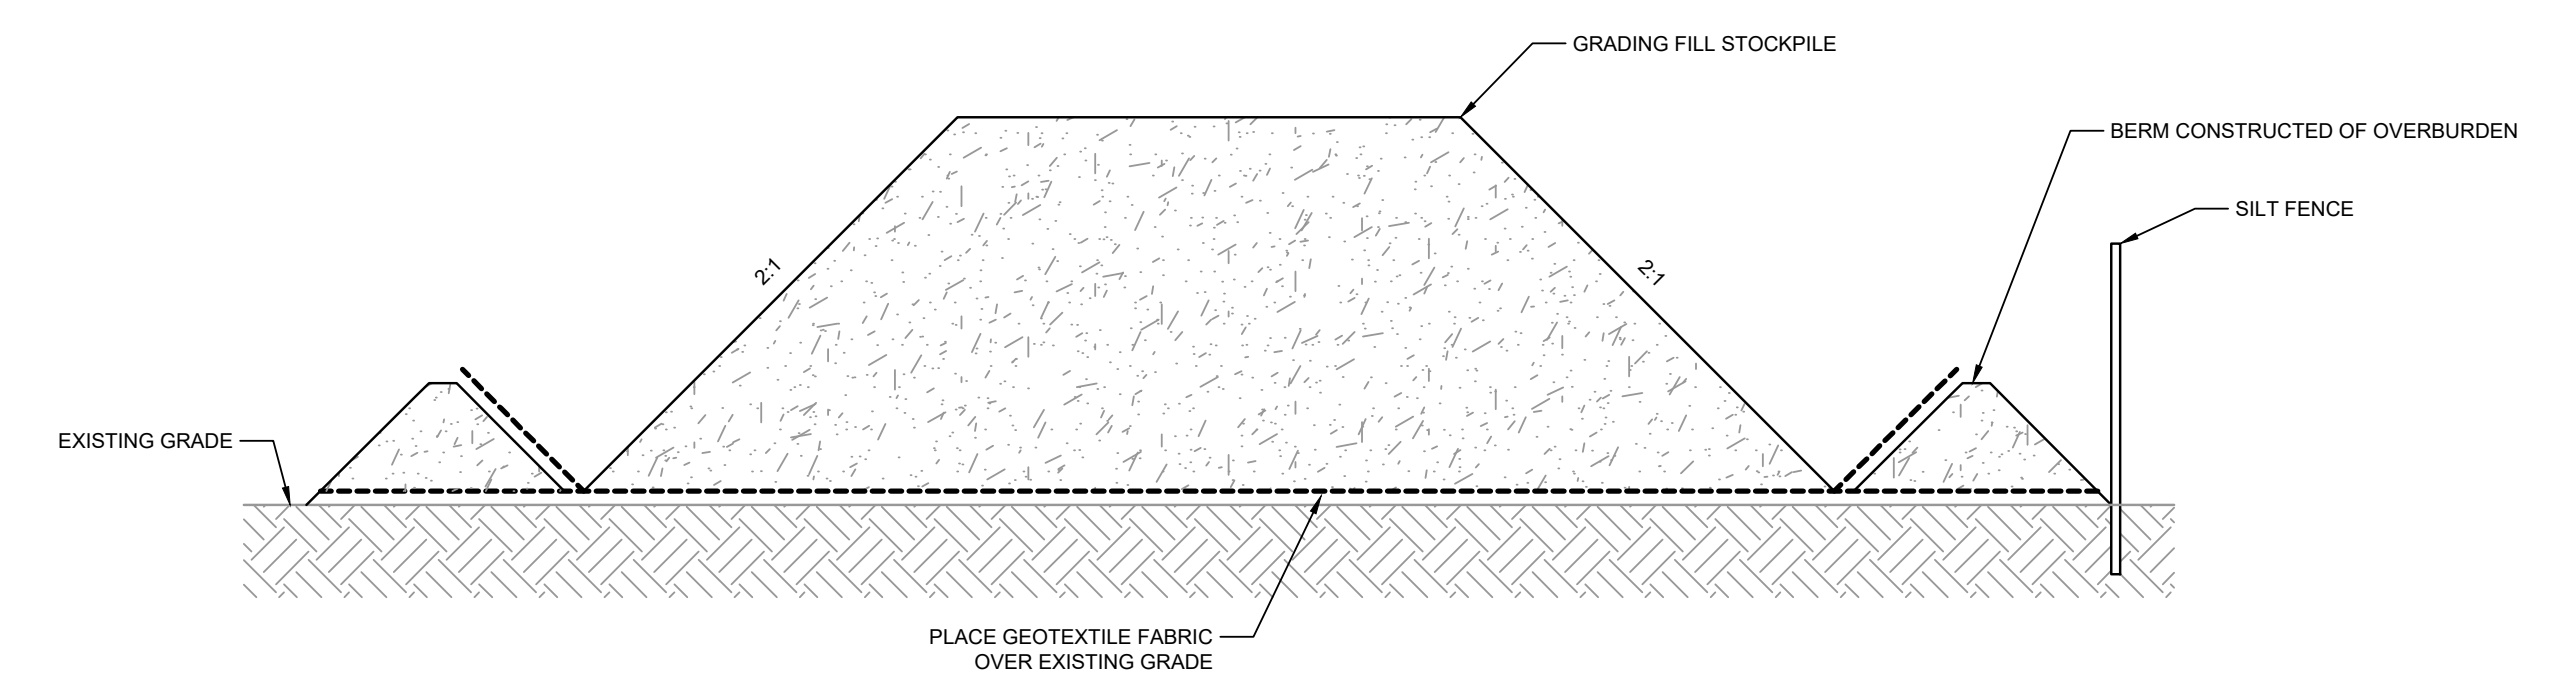 GRADING FILL STOCKPILE
BERM CONSTRUCTED OF OVERBURDEN
SILT FENCE
2:1
2:1
EXISTING GRADE
PLACE GEOTEXTILE FABRIC
OVER EXISTING GRADE